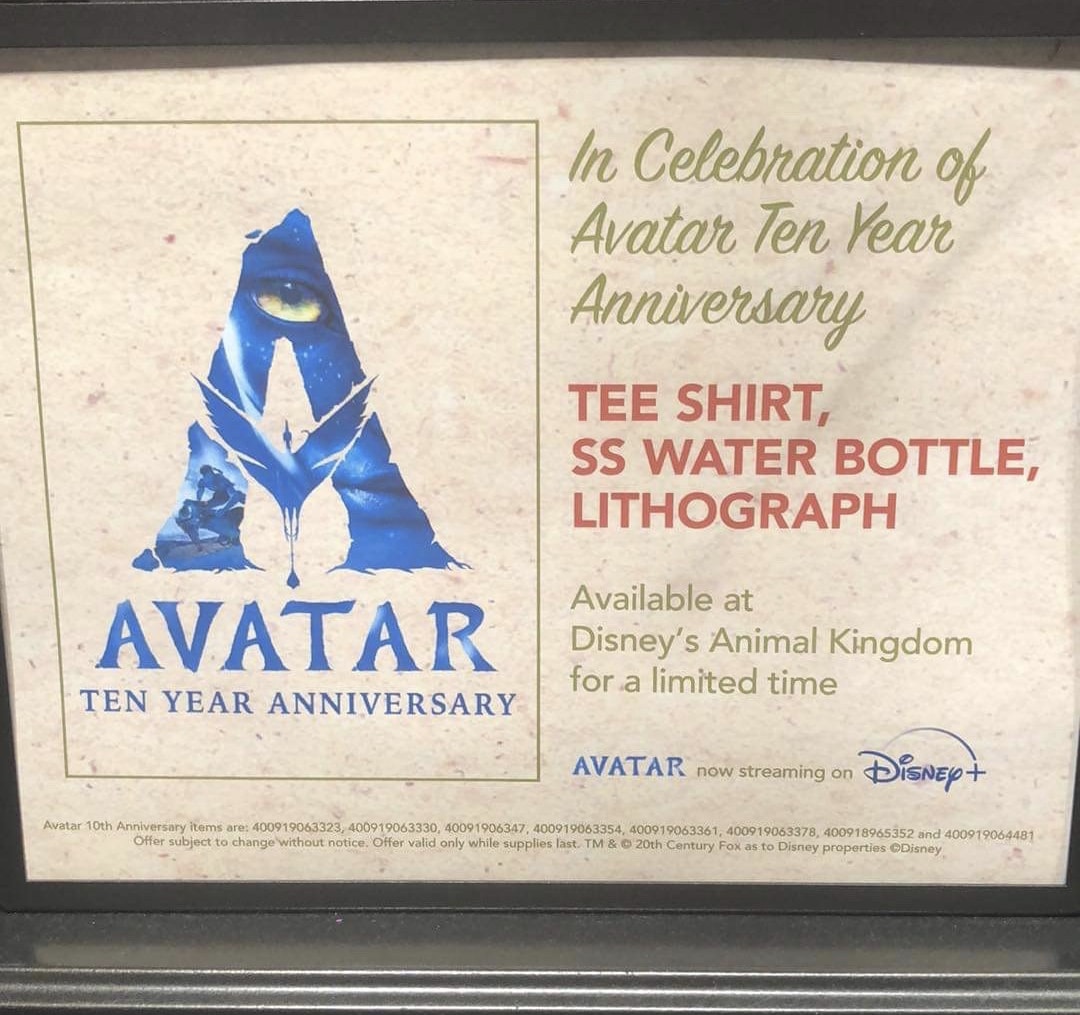 AVATAR
TEN YEAR ANNIVERSARY
In Celebration of
Avatar Ten Year
Anniversary
TEE SHIRT,
SS WATER BOTTLE,
LITHOGRAPH
Available at
Disney's Animal Kingdom
for a limited time
AVATAR now streaming on Disney+
Avatar 10th Anniversary items are: 400919063323, 400919063330, 40091906347, 400919063354, 400919063361, 400919063378, 400918965352 and 400919064481
Offer subject to change without notice. Offer valid only while supplies last. TM & © 20th Century Fox as to Disney properties ©Disney